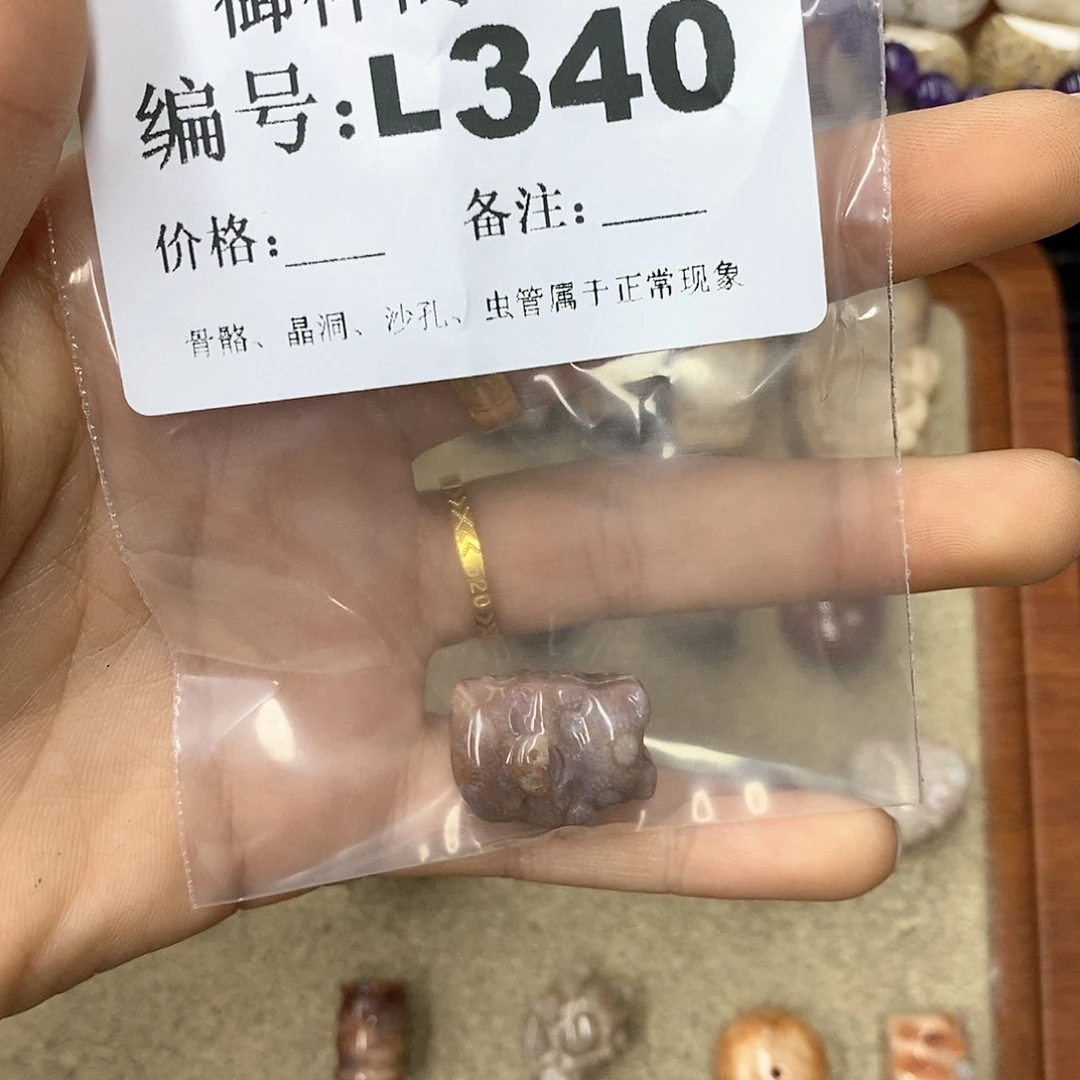 编号:L340
价格:____ 备注:____
骨骼、晶洞、沙孔、虫管属于正常现象
520